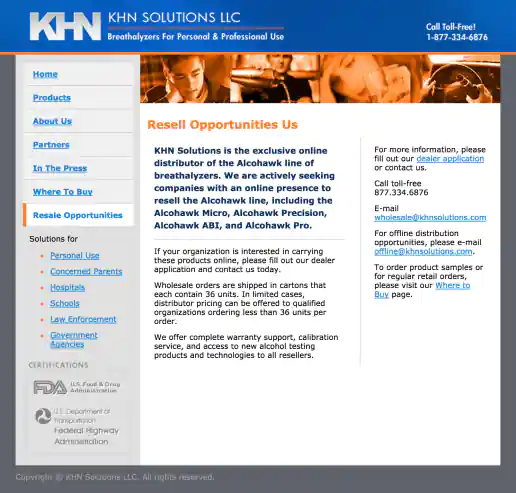 KHN
KHN SOLUTIONS LLC
Breathalyzers For Personal & Professional Use
Call Toll-Free!
1-877-334-6876
Home
Products
About Us
Partners
In The Press
Where To Buy
Resale Opportunities
Solutions for
Personal Use
Concerned Parents
Hospitals
Schools
Law Enforcement
Government
Agencies
CERTIFICATIONS
FDA
U.S. Food & Drug
Administration
U.S. Department of
Transportation
Federal Highway
Administration
Resell Opportunities Us
KHN Solutions is the exclusive online
distributor of the Alcohawk line of
breathalyzers. We are actively seeking
companies with an online presence to
resell the Alcohawk line, including the
Alcohawk Micro, Alcohawk Precision,
Alcohawk ABI, and Alcohawk Pro.
If your organization is interested in carrying
these products online, please fill out our dealer
application and contact us today.
Wholesale orders are shipped in cartons that
each contain 36 units. In limited cases,
distributor pricing can be offered to qualified
organizations ordering less than 36 units per
order.
We offer complete warranty support, calibration
service, and access to new alcohol testing
products and technologies to all resellers.
For more information, please
fill out our dealer application
or contact us.
Call toll-free
877.334.6876
E-mail
wholesale@khnsolutions.com
For offline distribution
opportunities, please e-mail
offline@khnsolutions.com.
To order product samples or
for regular retail orders,
please visit our Where to
Buy page.
Copyright @ KHN Solutions LLC. All rights reserved.